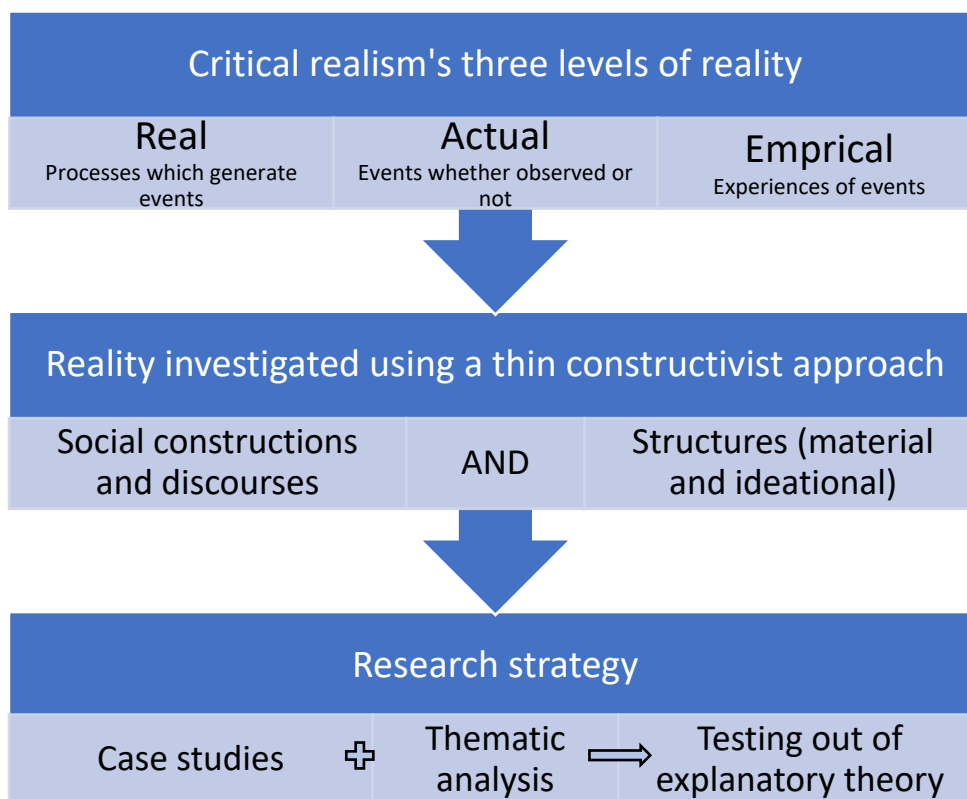 Critical realism's three levels of reality
Real
Processes which generate
events
Actual
Events whether observed or
not
Emprical
Experiences of events
Reality investigated using a thin constructivist approach
Social constructions
and discourses
AND
Structures (material
and ideational)
Research strategy
Case studies
Thematic
analysis
Testing out of
explanatory theory